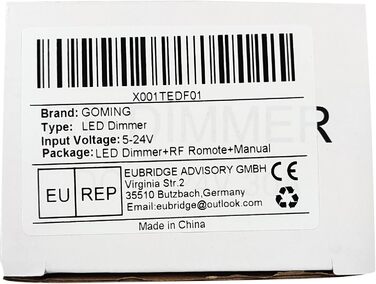 X001TEDF01
Brand: GOMING
Type: LED Dimmer
Input Voltage: 5-24V
Package: LED Dimmer+RF Romote+Manual
EU REP
EUBRIDGE ADVISORY GMBH
Virginia Str.2
35510 Butzbach,Germany
Email:eubridge@outlook.com
CE
Made in China
DIMMER